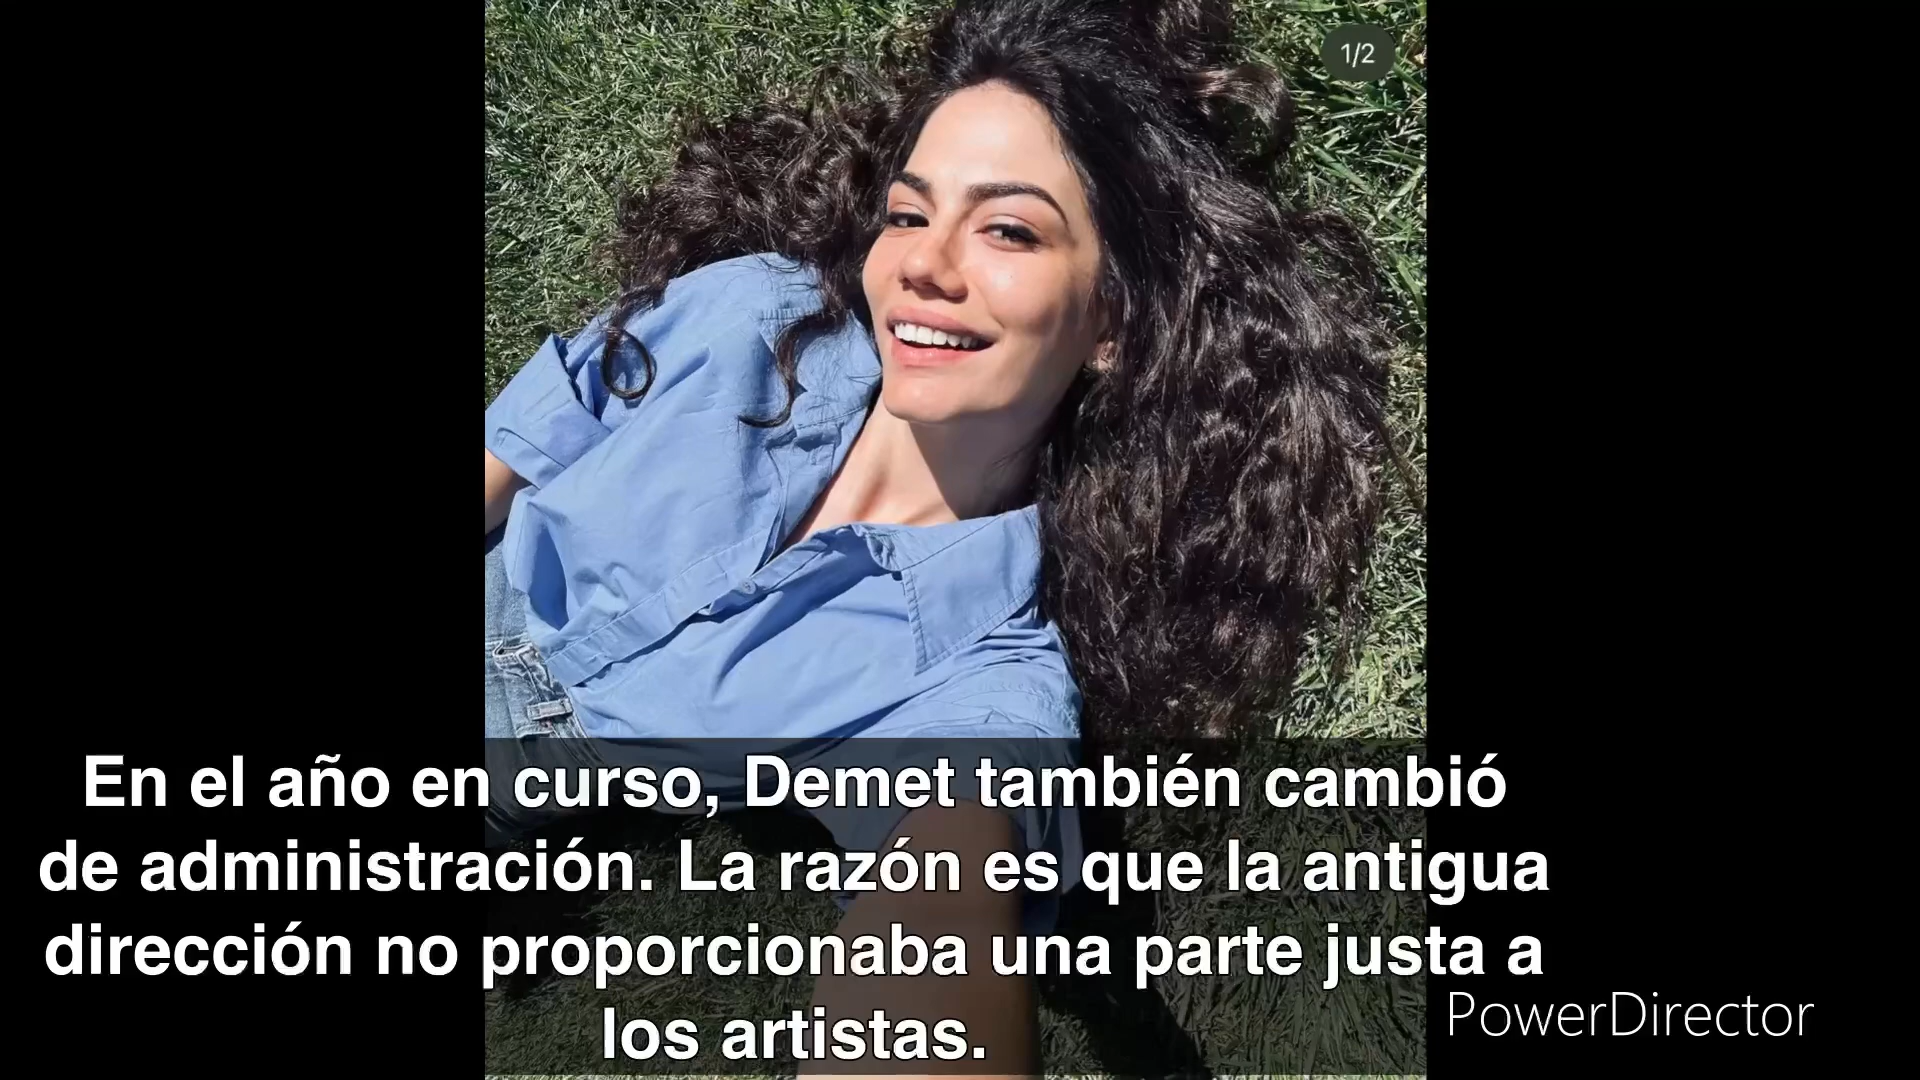 1/2
En el año en curso, Demet también cambió
de administración. La razón es que la antigua
dirección no proporcionaba una parte justa a
los artistas.
PowerDirector